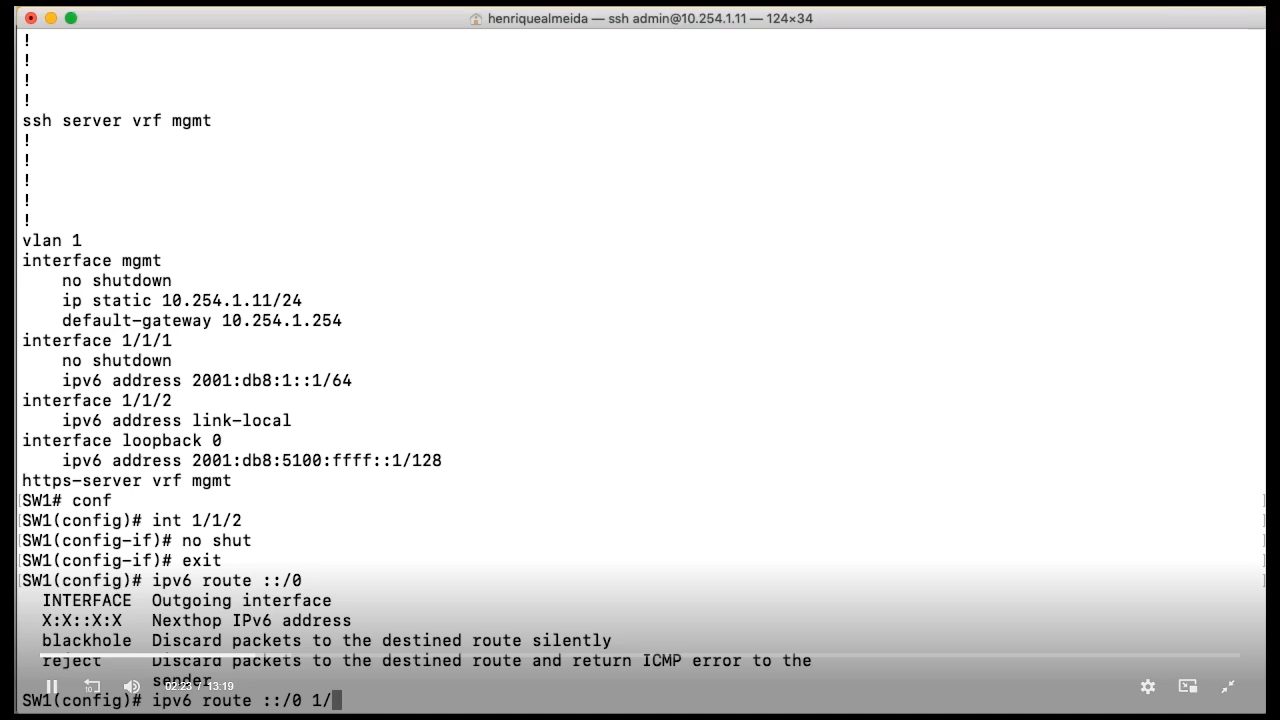 henriquealmeida — ssh admin@10.254.1.11 — 124×34
!
!
!
!
ssh server vrf mgmt
!
!
!
!
!
vlan 1
interface mgmt
    no shutdown
    ip static 10.254.1.11/24
    default-gateway 10.254.1.254
interface 1/1/1
    no shutdown
    ipv6 address 2001:db8:1::1/64
interface 1/1/2
    ipv6 address link-local
interface loopback 0
    ipv6 address 2001:db8:5100:ffff::1/128
https-server vrf mgmt
SW1# conf
SW1(config)# int 1/1/2
SW1(config-if)# no shut
SW1(config-if)# exit
SW1(config)# ipv6 route ::/0
  INTERFACE  Outgoing interface
  X:X::X:X   Nexthop IPv6 address
  blackhole  Discard packets to the destined route silently
  reject     Discard packets to the destined route and return ICMP error to the
             sender
10 02:23 / 13:19
SW1(config)# ipv6 route ::/0 1/